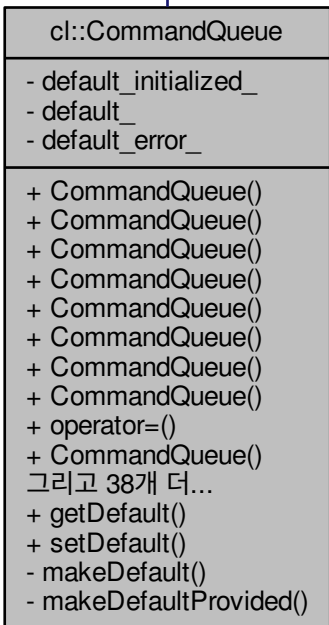 cl::CommandQueue
- default_initialized_
- default_
- default_error_
+ CommandQueue()
+ CommandQueue()
+ CommandQueue()
+ CommandQueue()
+ CommandQueue()
+ CommandQueue()
+ CommandQueue()
+ CommandQueue()
+ operator=()
+ CommandQueue()
그리고 38개 더...
+ getDefault()
+ setDefault()
- makeDefault()
- makeDefaultProvided()